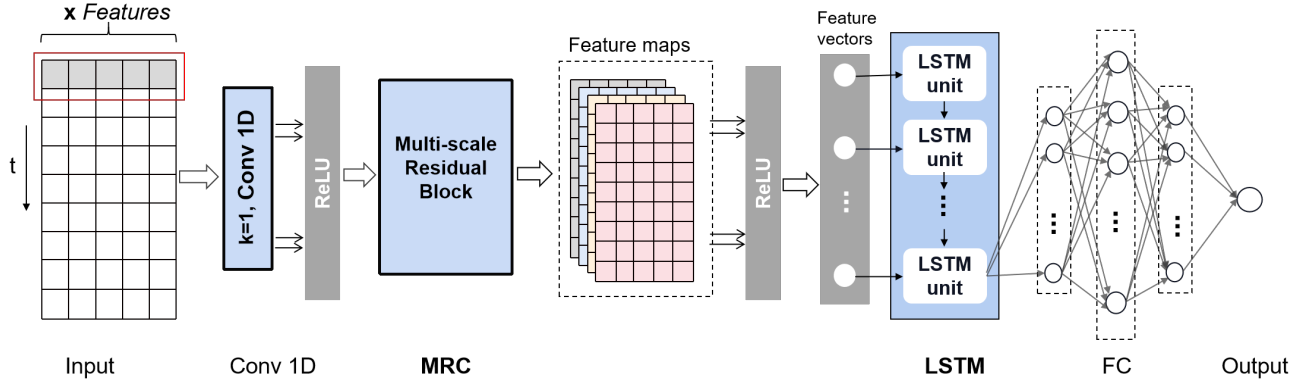 x Features
t
k=1, Conv 1D
ReLU
Multi-scale
Residual
Block
Feature maps
ReLU
Feature
vectors
...
LSTM
unit
LSTM
unit
...
LSTM
unit
...
...
...
Input
Conv 1D
MRC
LSTM
FC
Output